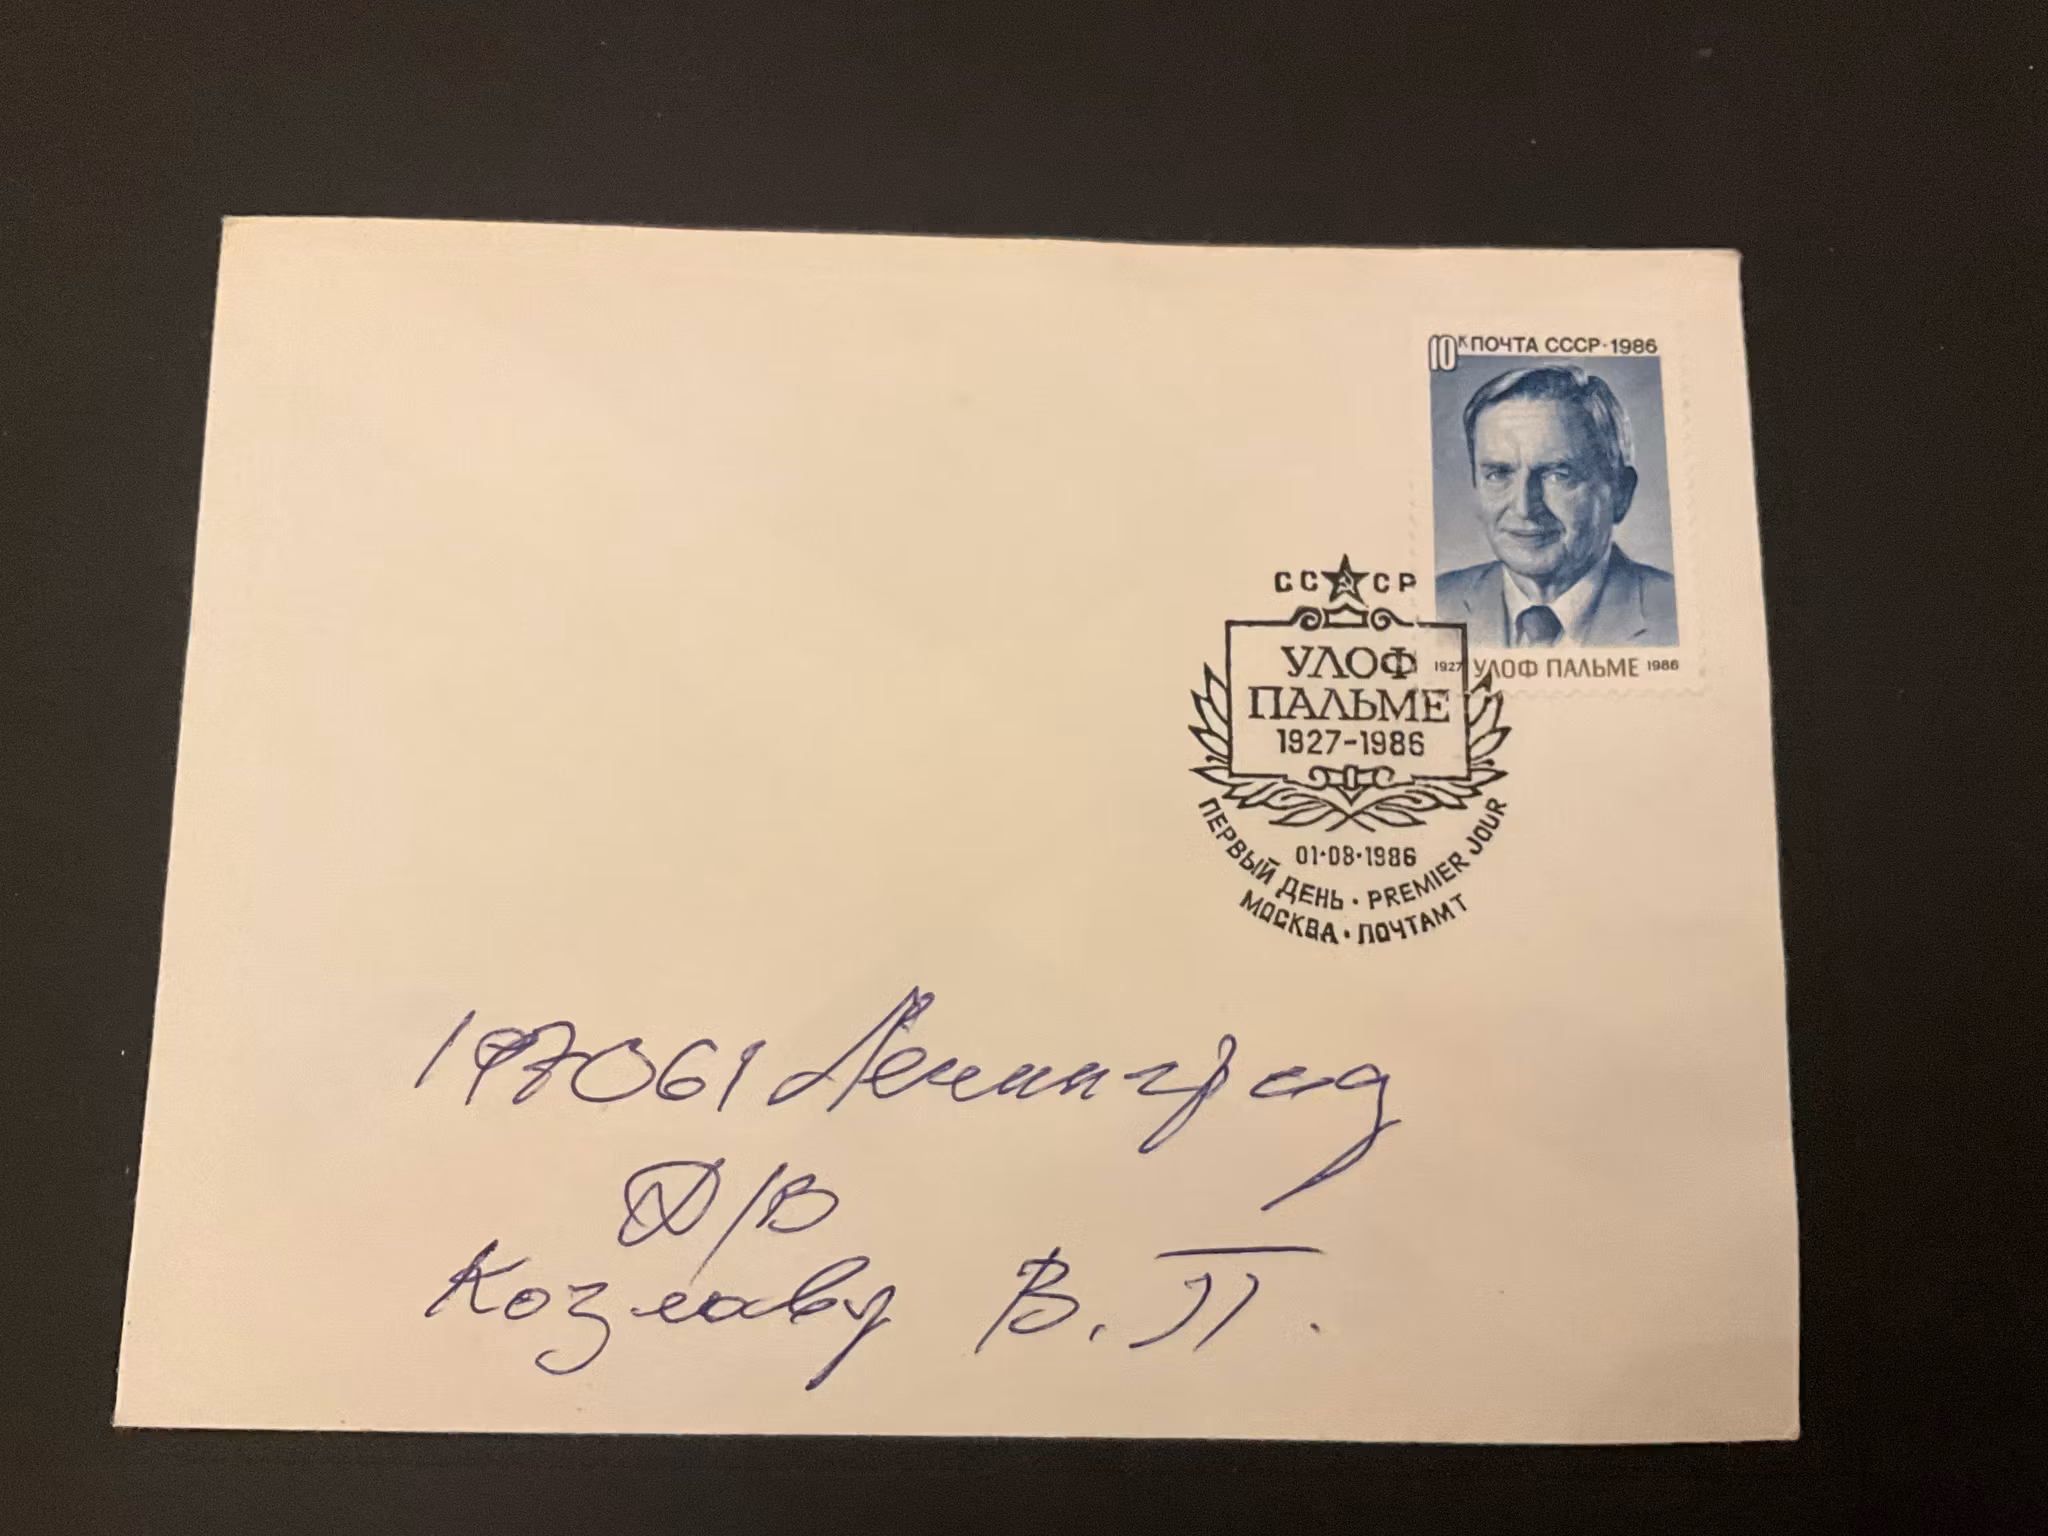 10к ПОЧТА СССР·1986
1927 УЛОФ ПАЛЬМЕ 1986
СССР
УЛОФ
ПАЛЬМЕ
1927-1986
01·08·1986
ПЕРВЫЙ ДЕНЬ · PREMIER JOUR
МОСКВА · ПОЧТАМТ
197061 Ленинград
Д/В
Козлову В. П.